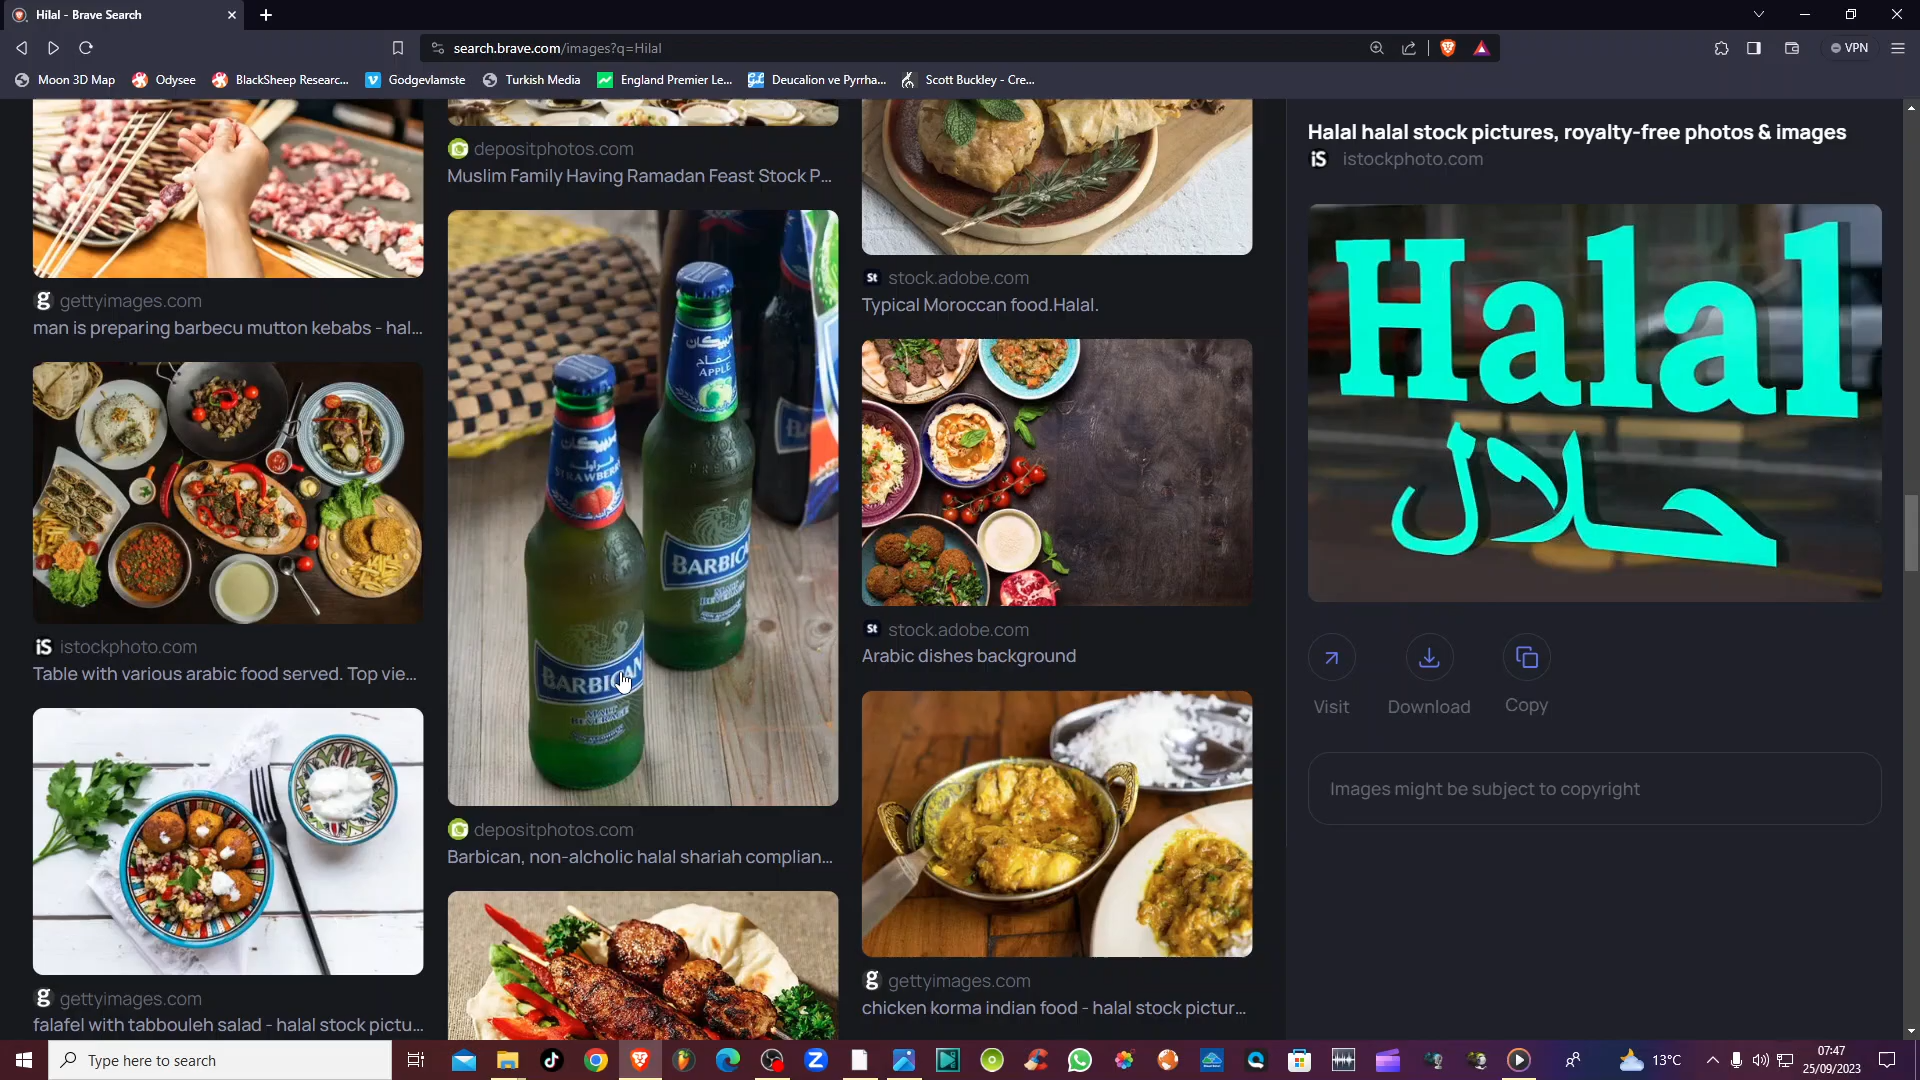 Hilal - Brave Search
search.brave.com/images?q=Hilal
VPN
Moon 3D Map
Odysee
BlackSheep Researc...
Godgevlamste
Turkish Media
England Premier Le...
Deucalion ve Pyrrha...
Scott Buckley - Cre...
gettyimages.com
man is preparing barbecu mutton kebabs - hal...
istockphoto.com
Table with various arabic food served. Top vie...
gettyimages.com
falafel with tabbouleh salad - halal stock pictu...
depositphotos.com
Muslim Family Having Ramadan Feast Stock P...
APPLE
STRAWBERRY
BARBICAN
BARBICAN
MALT
BEVERAGE
depositphotos.com
Barbican, non-alcholic halal shariah complian...
stock.adobe.com
Typical Moroccan food.Halal.
stock.adobe.com
Arabic dishes background
gettyimages.com
chicken korma indian food - halal stock pictur...
Halal halal stock pictures, royalty-free photos & images
istockphoto.com
Halal
حلال
Visit
Download
Copy
Images might be subject to copyright
Type here to search
13°C
07:47
25/09/2023